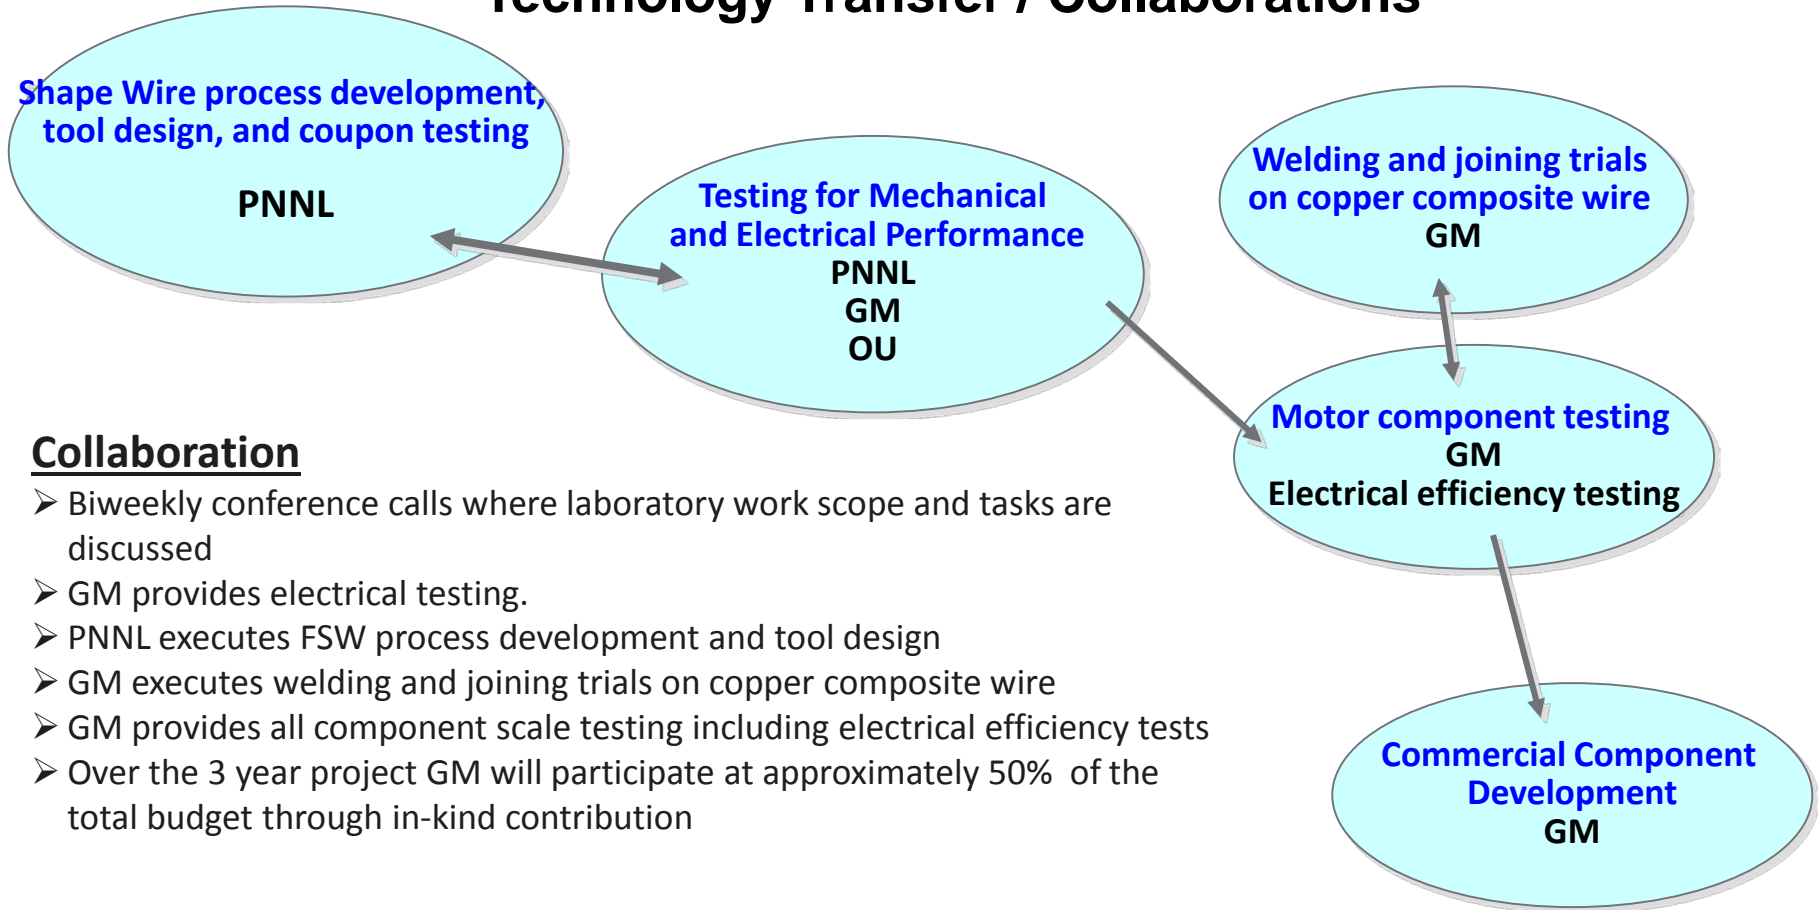 Technology Transfer / Collaborations
Shape Wire process development,
tool design, and coupon testing
PNNL
Testing for Mechanical
and Electrical Performance
PNNL
GM
OU
Welding and joining trials
on copper composite wire
GM
Motor component testing
GM
Electrical efficiency testing
Commercial Component
Development
GM
Collaboration
➢ Biweekly conference calls where laboratory work scope and tasks are
discussed
➢ GM provides electrical testing.
➢ PNNL executes FSW process development and tool design
➢ GM executes welding and joining trials on copper composite wire
➢ GM provides all component scale testing including electrical efficiency tests
➢ Over the 3 year project GM will participate at approximately 50% of the
total budget through in-kind contribution